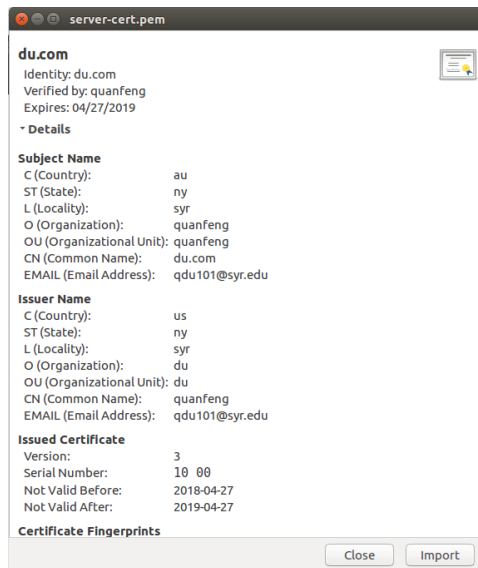 server-cert.pem
du.com
Identity: du.com
Verified by: quanfeng
Expires: 04/27/2019
Details
Subject Name
C (Country): au
ST (State): ny
L (Locality): syr
O (Organization): quanfeng
OU (Organizational Unit): quanfeng
CN (Common Name): du.com
EMAIL (Email Address): qdu101@syr.edu
Issuer Name
C (Country): us
ST (State): ny
L (Locality): syr
O (Organization): du
OU (Organizational Unit): du
CN (Common Name): quanfeng
EMAIL (Email Address): qdu101@syr.edu
Issued Certificate
Version: 3
Serial Number: 10 00
Not Valid Before: 2018-04-27
Not Valid After: 2019-04-27
Certificate Fingerprints
Close Import